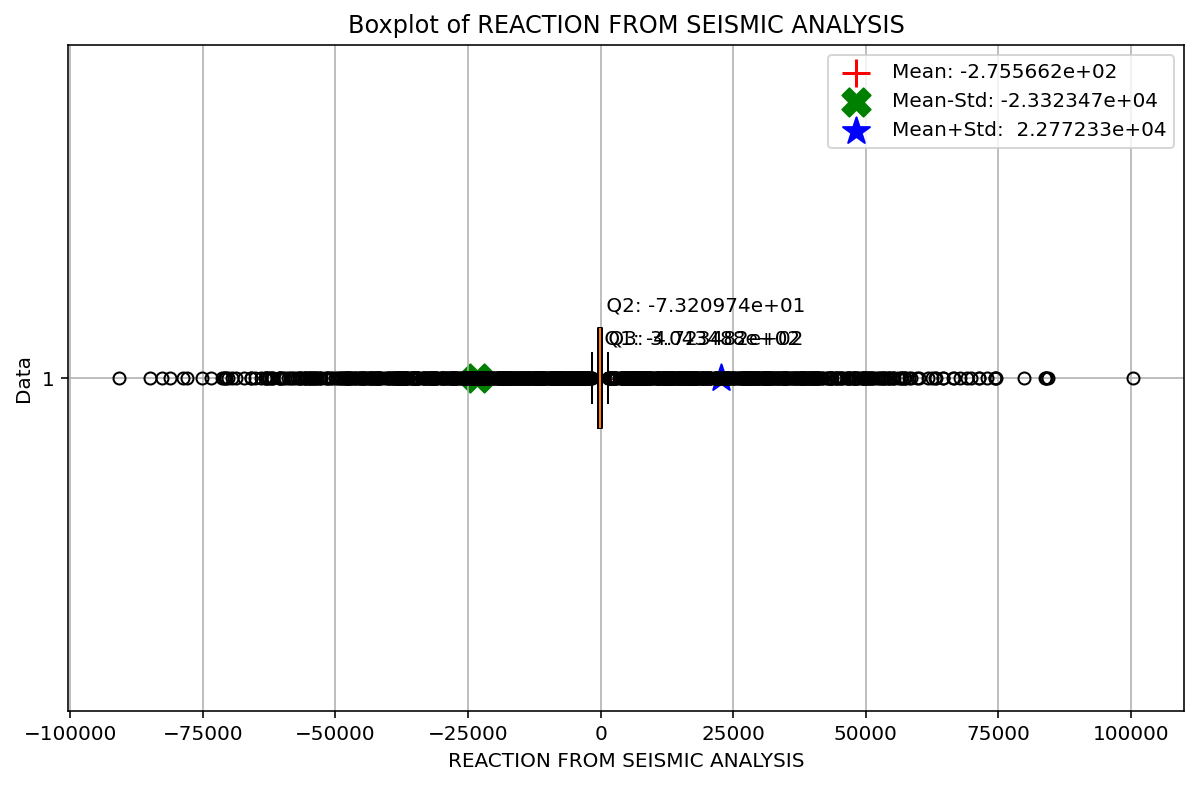 Boxplot of REACTION FROM SEISMIC ANALYSIS
Mean: -2.755662e+02
Mean-Std: -2.332347e+04
Mean+Std:  2.277233e+04
Q2: -7.320974e+01
Data
1
−100000
−75000
−50000
−25000
0
25000
50000
75000
100000
REACTION FROM SEISMIC ANALYSIS